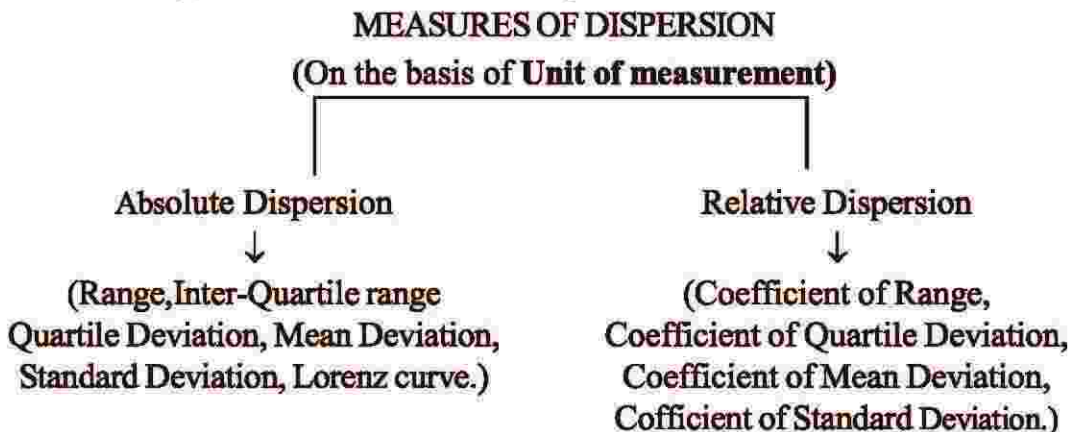 MEASURES OF DISPERSION
(On the basis of Unit of measurement)
Absolute Dispersion
↓
(Range,Inter-Quartile range
Quartile Deviation, Mean Deviation,
Standard Deviation, Lorenz curve.)
Relative Dispersion
↓
(Coefficient of Range,
Coefficient of Quartile Deviation,
Coefficient of Mean Deviation,
Cofficient of Standard Deviation.)